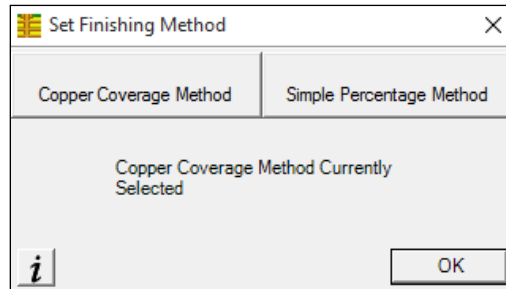 Set Finishing Method
Copper Coverage Method
Simple Percentage Method
Copper Coverage Method Currently
Selected
i
OK